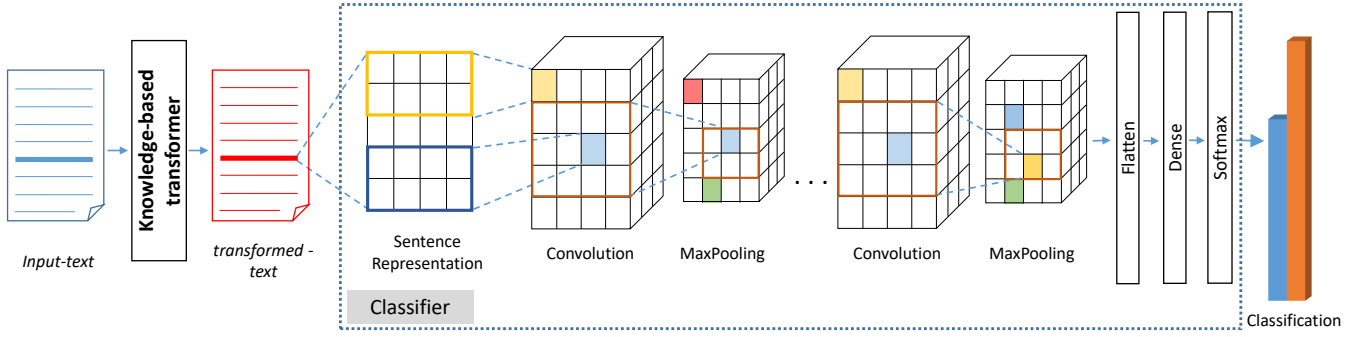 Input-text
Knowledge-based
transformer
transformed -
text
Sentence
Representation
Convolution
MaxPooling
. . .
Convolution
MaxPooling
Flatten
Dense
Softmax
Classifier
Classification